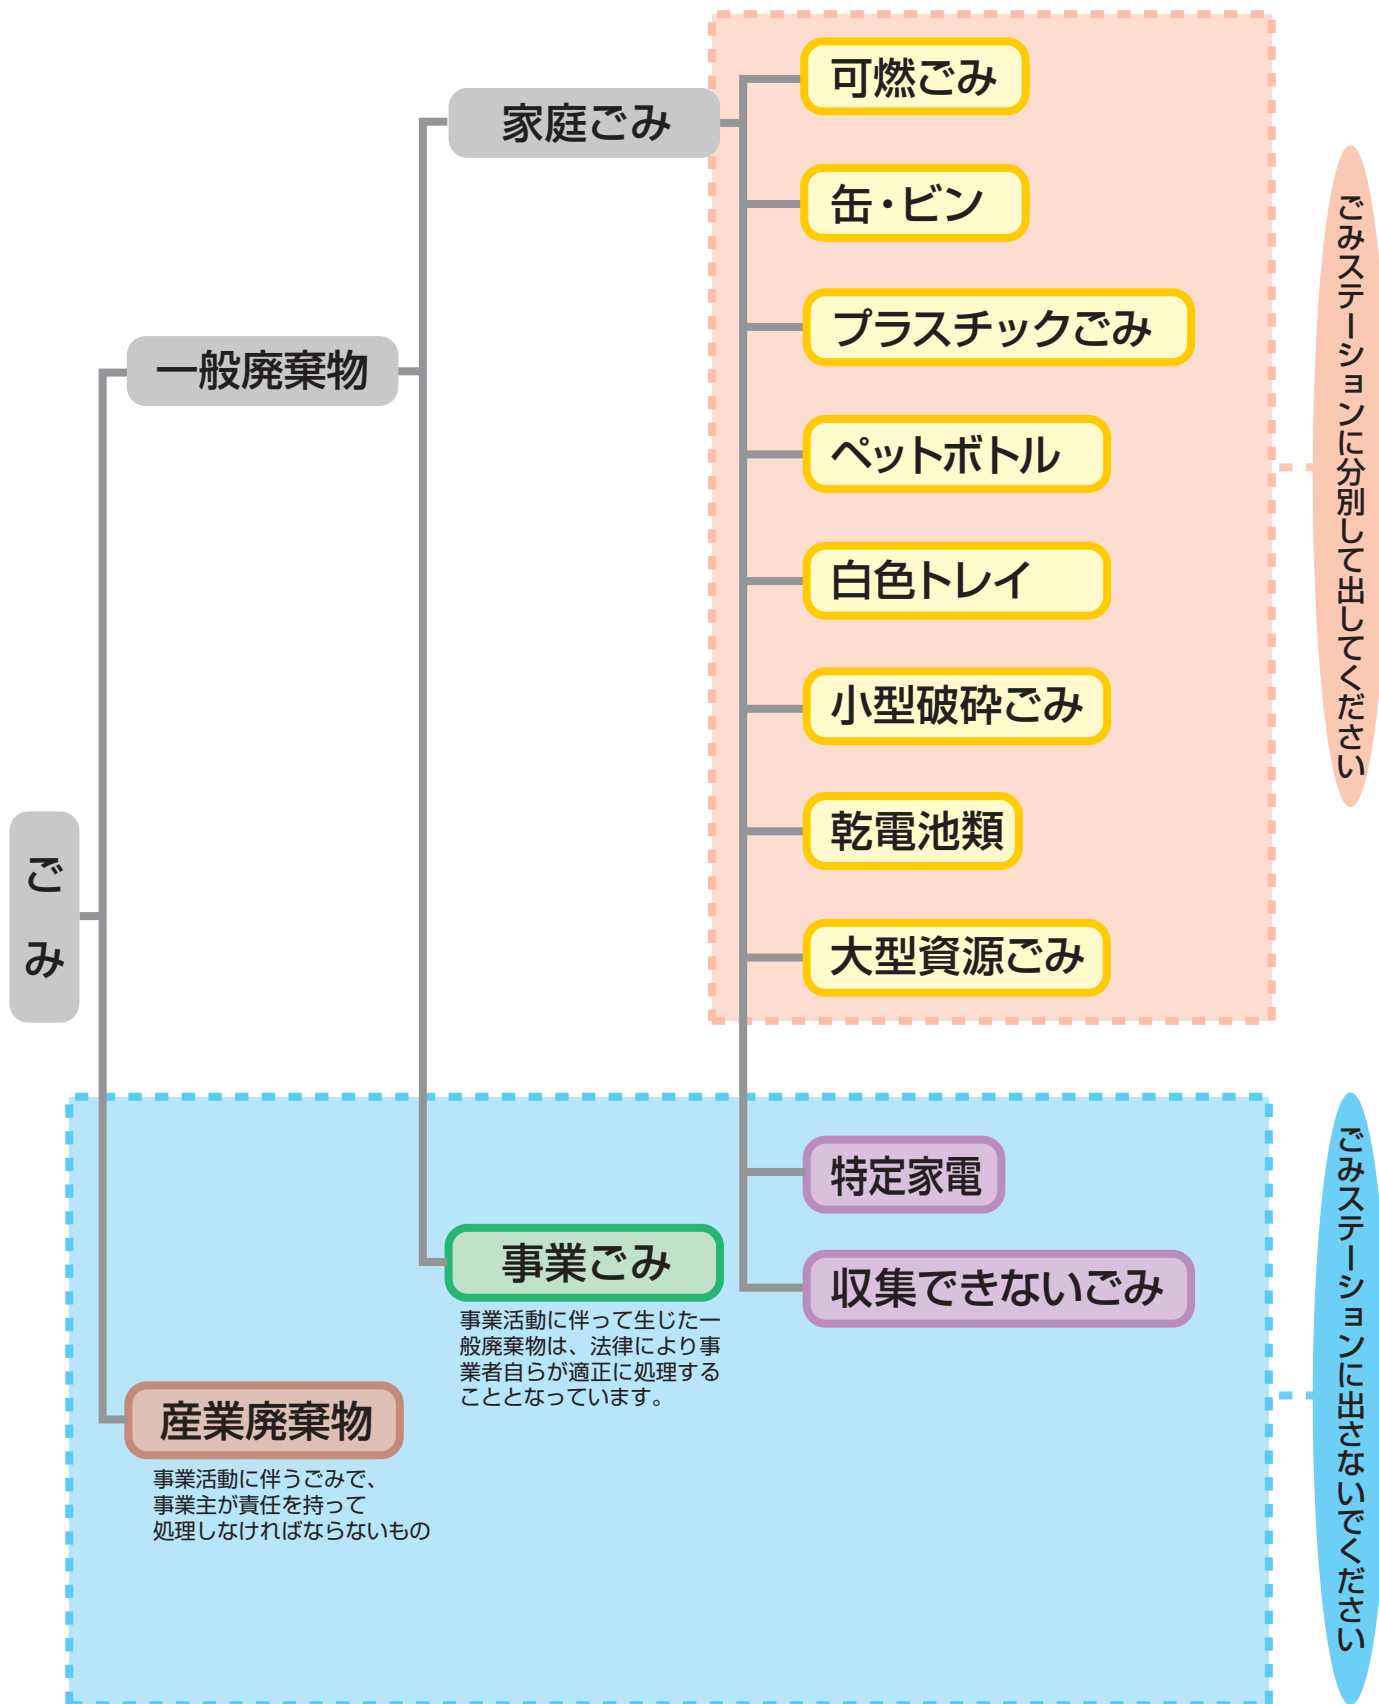 ごみ
一般廃棄物
家庭ごみ
可燃ごみ
缶・ビン
プラスチックごみ
ペットボトル
白色トレイ
小型破砕ごみ
乾電池類
大型資源ごみ
ごみステーションに分別して出してください
特定家電
収集できないごみ
事業ごみ
事業活動に伴って生じた一
般廃棄物は、法律により事
業者自らが適正に処理する
こととなっています。
産業廃棄物
事業活動に伴うごみで、
事業主が責任を持って
処理しなければならないもの
ごみステーションに出さないでください